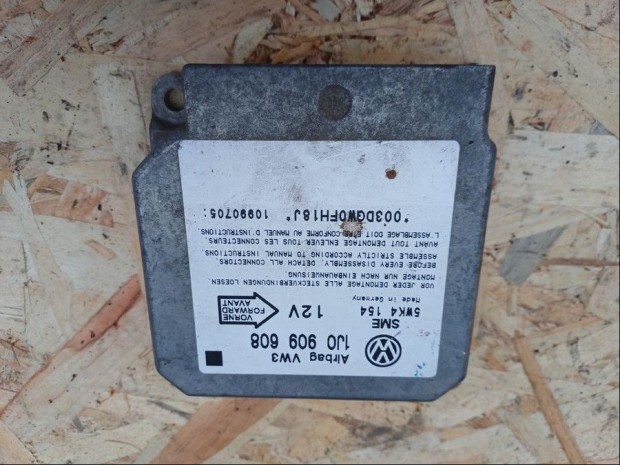 Airbag VW3
1J0 909 608
SME
5WK4 154
12V
Made in Germany
VORNE
FORWARD
AVANT
VOR JEDER DEMONTAGE ALLE STECKVERBINDUNGEN LOESEN.
MONTAGE NUR NACH EINBAUANWEISUNG.
BEFORE EVERY DISASSEMBLY, DETACH ALL CONNECTORS.
ASSEMBLE STRICTLY ACCORDING TO MANUF. INSTRUCTIONS.
AVANT TOUT DEMONTAGE ENLEVER TOUS LES CONNECTEURS.
L'ASSEMBLAGE DOIT ETRE CONFORME AU MANUEL D'INSTRUCTIONS
*003DGW0FH18J* 10990705: